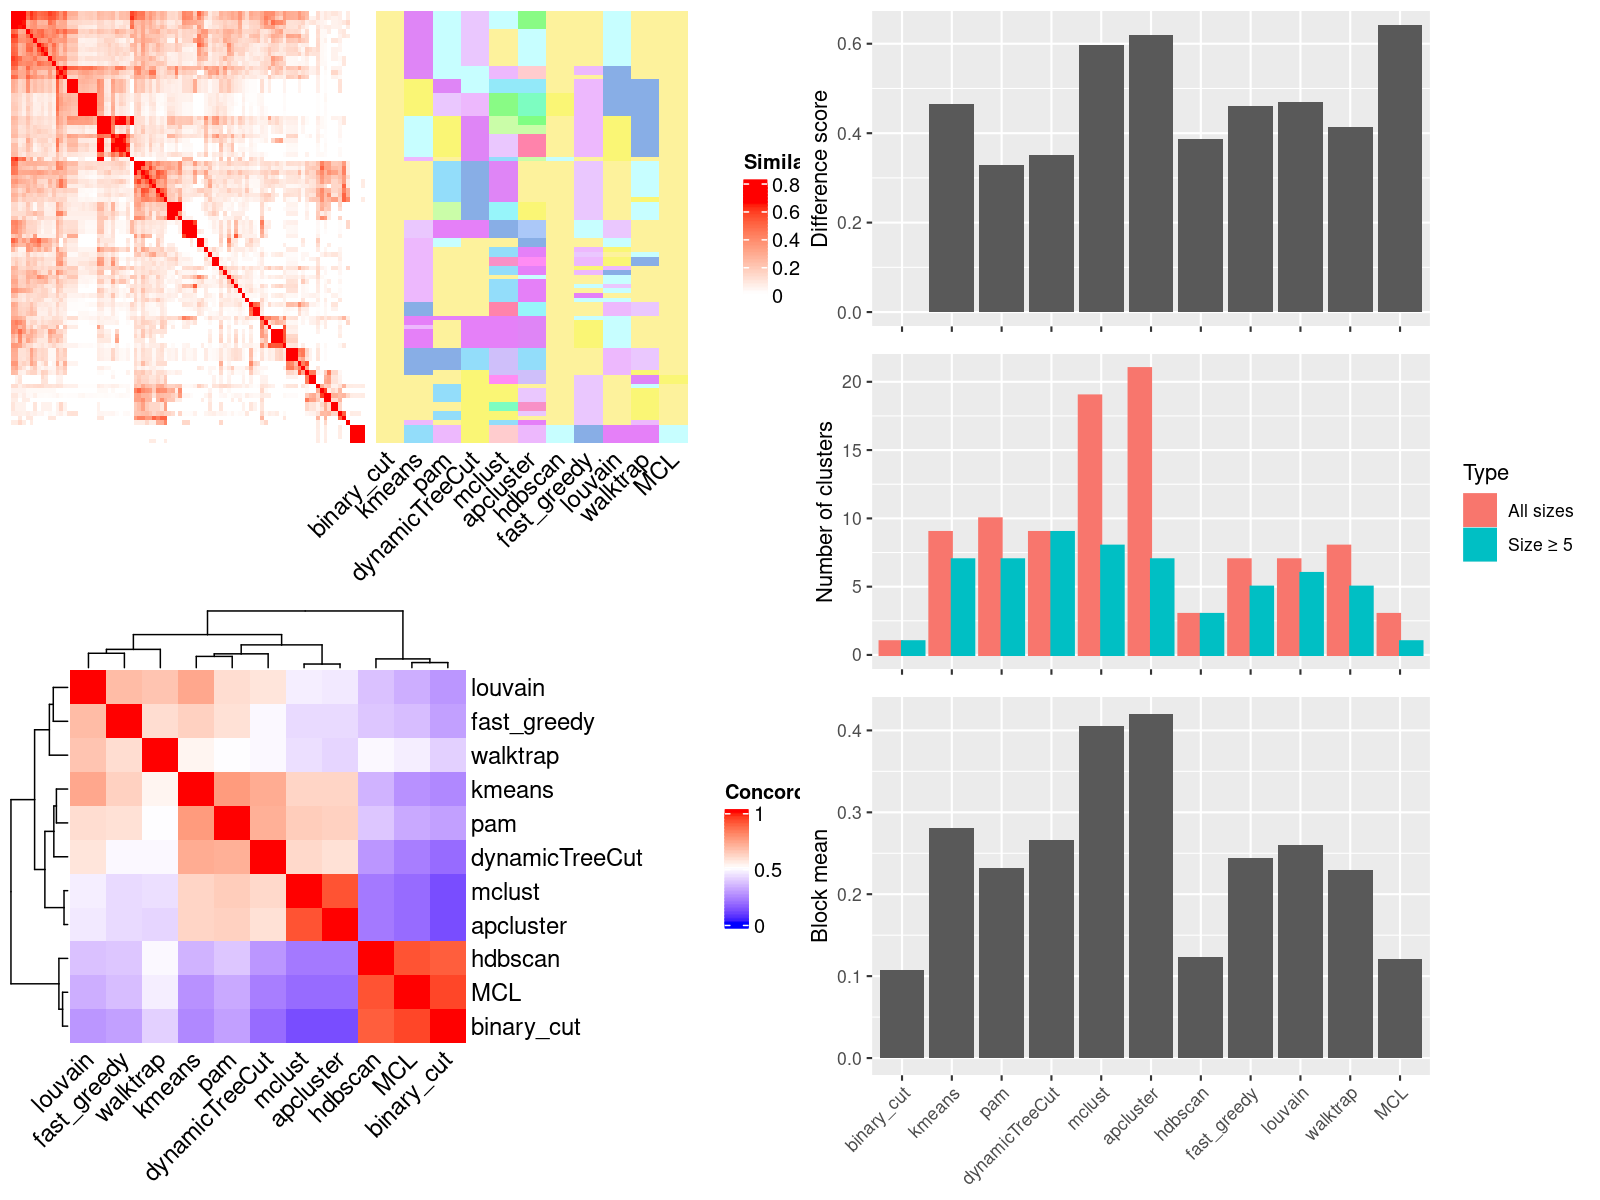 Simila
0.8
0.6
0.4
0.2
0
binary_cut
kmeans
pam
dynamicTreeCut
mclust
apcluster
hdbscan
fast_greedy
louvain
walktrap
MCL
louvain
fast_greedy
walktrap
kmeans
pam
dynamicTreeCut
mclust
apcluster
hdbscan
MCL
binary_cut
louvain
fast_greedy
walktrap
kmeans
pam
dynamicTreeCut
mclust
apcluster
hdbscan
MCL
binary_cut
Concord
1
0.5
0
Difference score
0.6
0.4
0.2
0.0
Number of clusters
20
15
10
5
0
Type
All sizes
Size ≥ 5
Block mean
0.4
0.3
0.2
0.1
0.0
binary_cut
kmeans
pam
dynamicTreeCut
mclust
apcluster
hdbscan
fast_greedy
louvain
walktrap
MCL